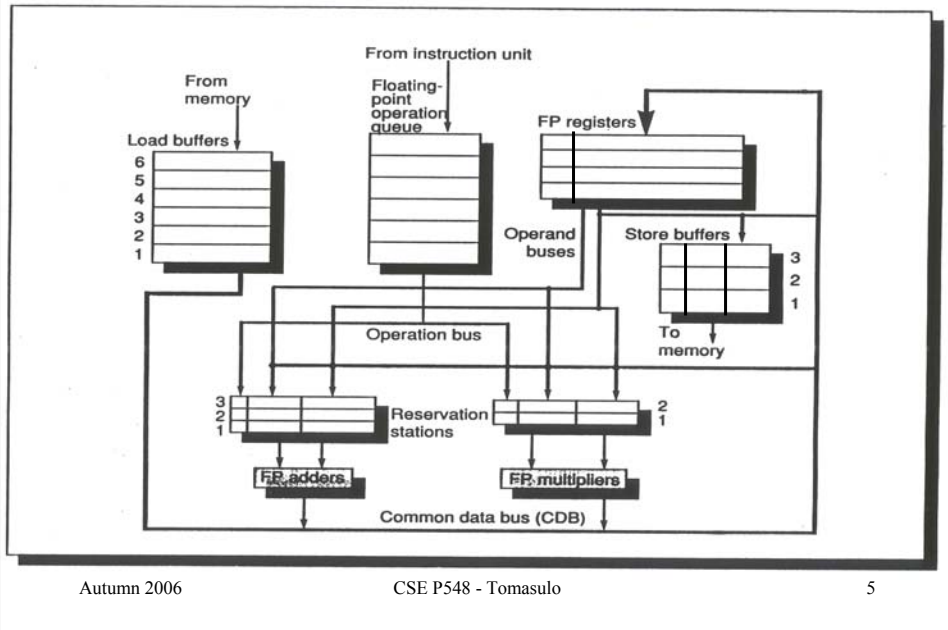 From instruction unit
From
memory
Floating-
point
operation
queue
FP registers
Load buffers
6
5
4
3
2
1
Operand
buses
Store buffers
3
2
1
Operation bus
To
memory
3
2
1
Reservation
stations
2
1
FP adders
FP multipliers
Common data bus (CDB)
Autumn 2006
CSE P548 - Tomasulo
5